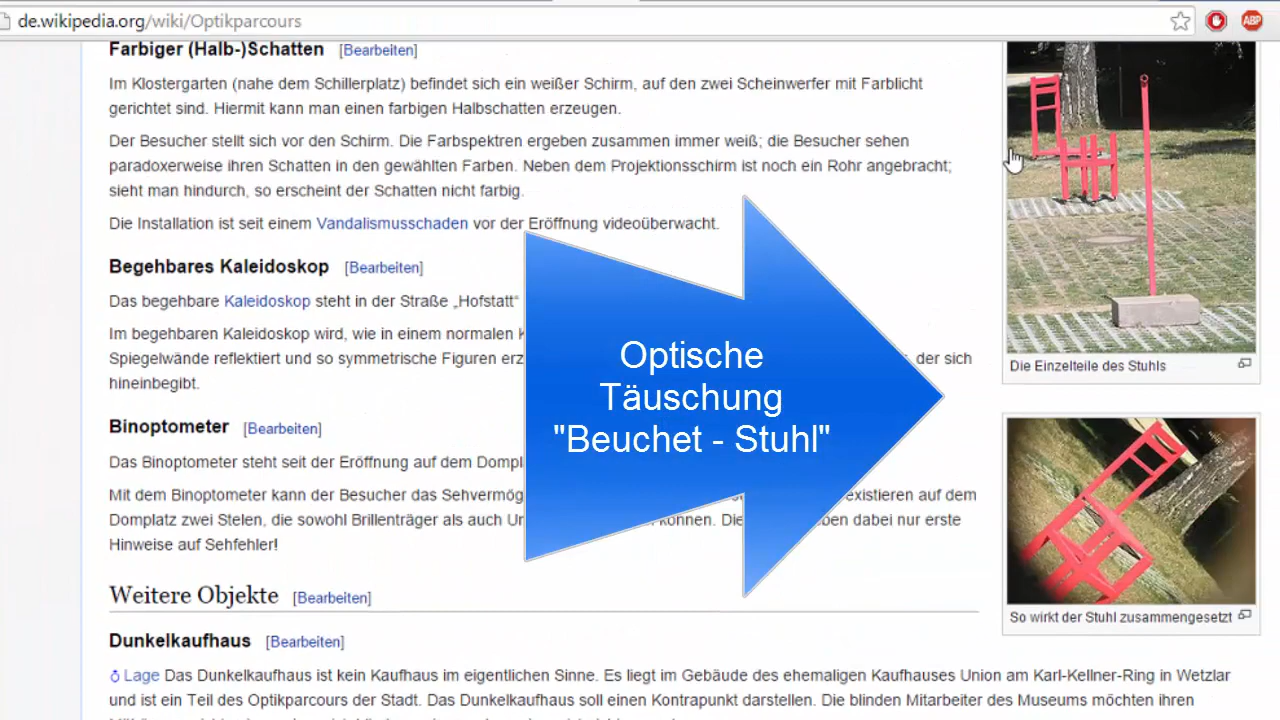 de.wikipedia.org/wiki/Optikparcours
ABP
Farbiger (Halb-)Schatten [Bearbeiten]
Im Klostergarten (nahe dem Schillerplatz) befindet sich ein weißer Schirm, auf den zwei Scheinwerfer mit Farblicht
gerichtet sind. Hiermit kann man einen farbigen Halbschatten erzeugen.
Der Besucher stellt sich vor den Schirm. Die Farbspektren ergeben zusammen immer weiß; die Besucher sehen
paradoxerweise ihren Schatten in den gewählten Farben. Neben dem Projektionsschirm ist noch ein Rohr angebracht;
sieht man hindurch, so erscheint der Schatten nicht farbig.
Die Installation ist seit einem Vandalismusschaden vor der Eröffnung videoüberwacht.
Begehbares Kaleidoskop [Bearbeiten]
Das begehbare Kaleidoskop steht in der Straße „Hofstatt“
Im begehbaren Kaleidoskop wird, wie in einem normalen
Spiegelwände reflektiert und so symmetrische Figuren der sich
hineinbegibt.
Binoptometer [Bearbeiten]
Das Binoptometer steht seit der Eröffnung auf dem
Mit dem Binoptometer kann der Besucher das existieren auf dem
Domplatz zwei Stelen, die sowohl Brillenträger als auch können. nur erste
Hinweise auf Sehfehler!
Weitere Objekte [Bearbeiten]
Dunkelkaufhaus [Bearbeiten]
Lage Das Dunkelkaufhaus ist kein Kaufhaus im eigentlichen Sinne. Es liegt im Gebäude des ehemaligen Kaufhauses Union am Karl-Kellner-Ring in Wetzlar
und ist ein Teil des Optikparcours der Stadt. Das Dunkelkaufhaus soll einen Kontrapunkt darstellen. Die blinden Mitarbeiter des Museums möchten ihren
Optische
Täuschung
"Beuchet - Stuhl"
Die Einzelteile des Stuhls
So wirkt der Stuhl zusammengesetzt